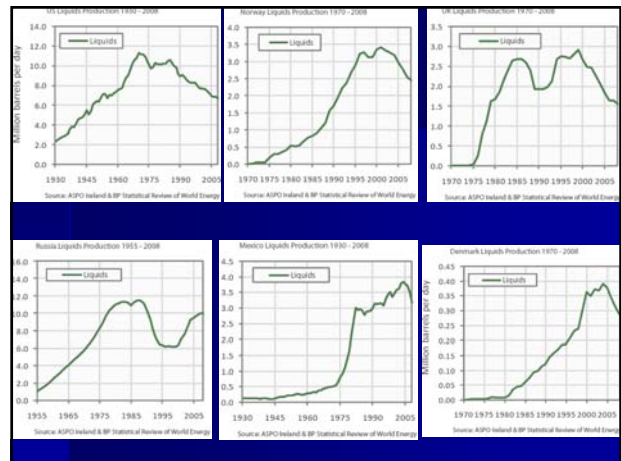 US Liquids Production 1930 - 2008
Million barrels per day
14.0
12.0
10.0
8.0
6.0
4.0
2.0
0.0
Liquids
1930 1945 1960 1975 1990 2005
Source: ASPO Ireland & BP Statistical Review of World Energy
Norway Liquids Production 1970 - 2008
4.0
3.5
3.0
2.5
2.0
1.5
1.0
0.5
0.0
Liquids
1970 1975 1980 1985 1990 1995 2000 2005
Source: ASPO Ireland & BP Statistical Review of World Energy
UK Liquids Production 1970 - 2008
3.5
3.0
2.5
2.0
1.5
1.0
0.5
0.0
Liquids
1970 1975 1980 1985 1990 1995 2000 2005
Source: ASPO Ireland & BP Statistical Review of World Energy
Russia Liquids Production 1955 - 2008
16.0
14.0
12.0
10.0
8.0
6.0
4.0
2.0
0.0
Liquids
1955 1965 1975 1985 1995 2005
Source: ASPO Ireland & BP Statistical Review of World Energy
Mexico Liquids Production 1930 - 2008
4.5
4.0
3.5
3.0
2.5
2.0
1.5
1.0
0.5
0.0
Liquids
1930 1945 1960 1975 1990 2005
Source: ASPO Ireland & BP Statistical Review of World Energy
Denmark Liquids Production 1970 - 2008
Million barrels per day
0.45
0.40
0.35
0.30
0.25
0.20
0.15
0.10
0.05
0.00
Liquids
1970 1975 1980 1985 1990 1995 2000 2005
Source: ASPO Ireland & BP Statistical Review of World Energy